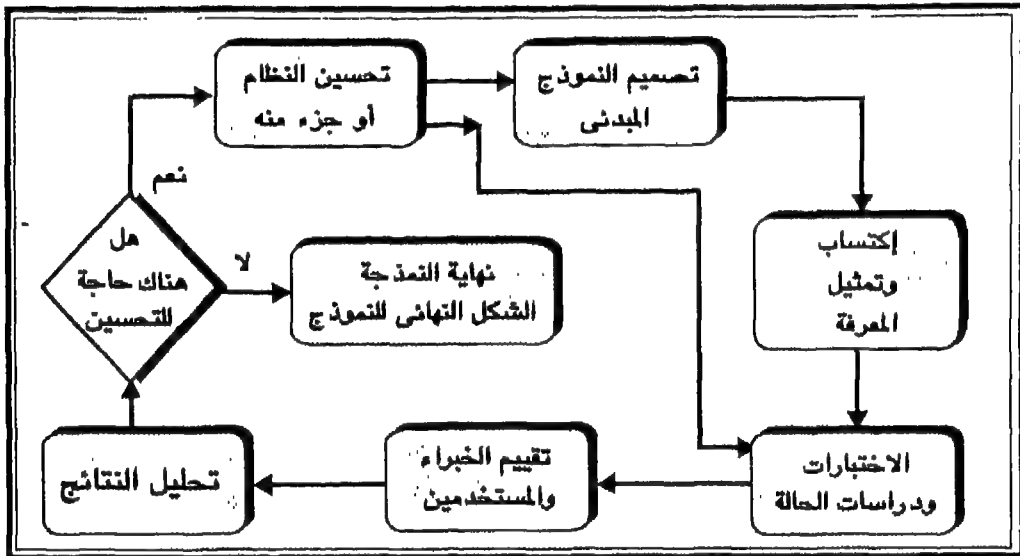 تحسين النظام
أو جزء منه
تصميم النموذج
المبدئى
إكتساب
وتمثيل
المعرفة
الاختبارات
ودراسات الحالة
تقييم الخبراء
والمستخدمين
تحليل النتائج
هل
هناك حاجة
للتحسين
نعم
لا
نهاية النمذجة
الشكل النهائى للنموذج